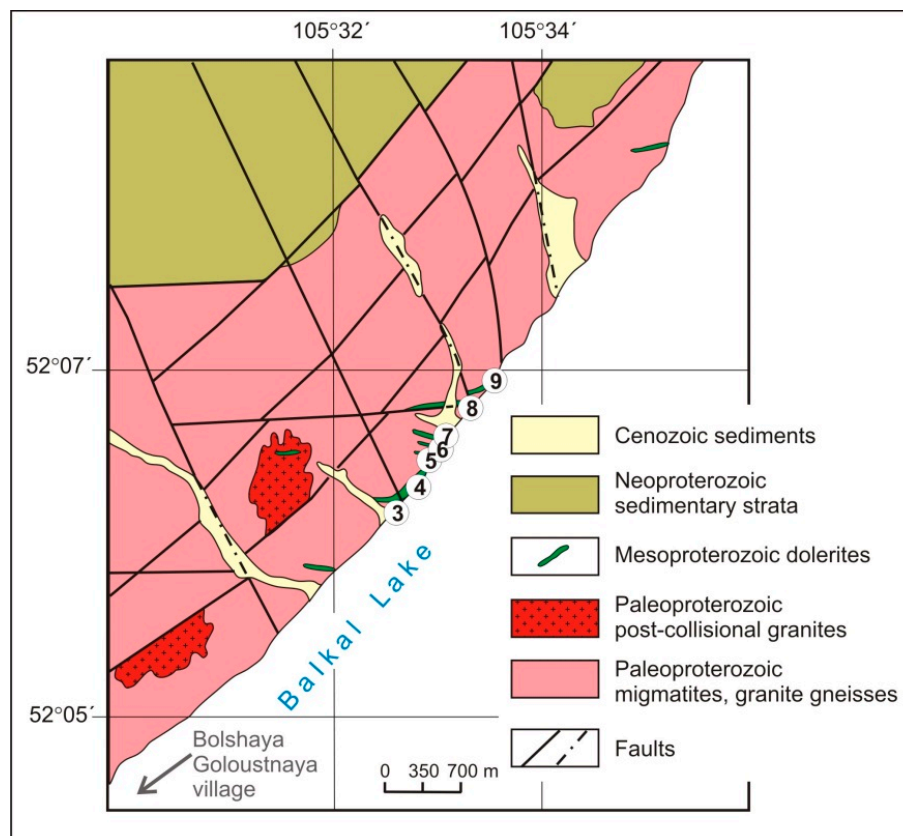 105°32´ 105°34´
52°07´
9
8
7
6
5
4
3
Cenozoic sediments
Neoproterozoic
sedimentary strata
Mesoproterozoic dolerites
Paleoproterozoic
post-collisional granites
Paleoproterozoic
migmatites, granite gneisses
Faults
Balkal Lake
52°05´
Bolshaya
Goloustnaya
village
0 350 700 m